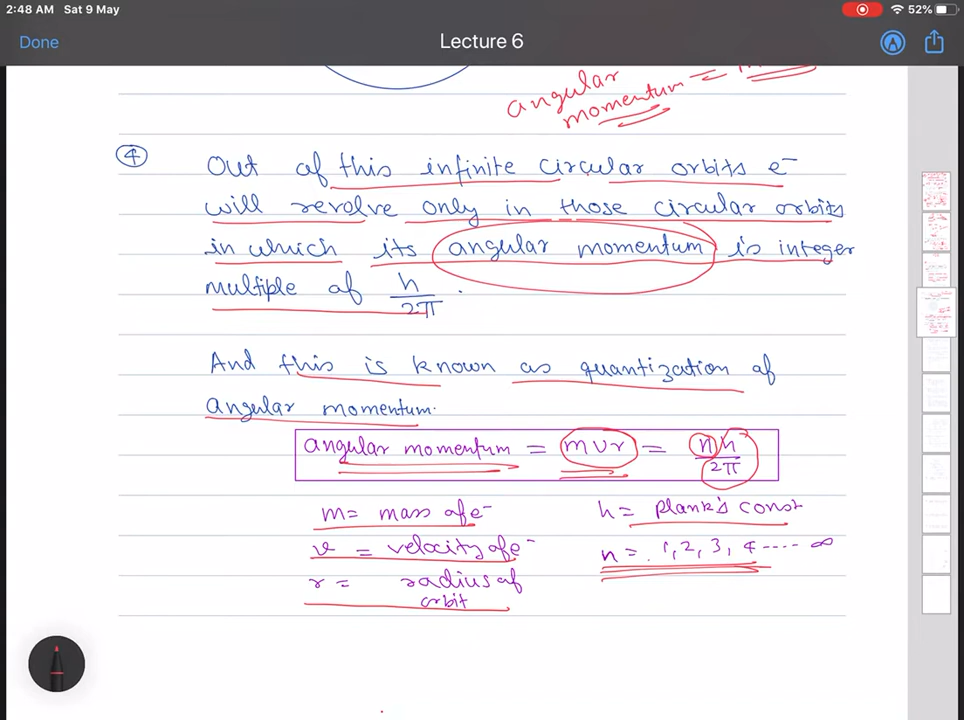 2:48 AM Sat 9 May 52%
Done Lecture 6
angular
momentum =
4 Out of this infinite circular orbits e-
will revolve only in those circular orbits
in which its angular momentum is integer
multiple of h/2π .
And this is known as quantization of
angular momentum.
angular momentum = mvr = nh/2π
m= mass of e- h= plank's const
v = velocity of e- n = 1, 2, 3, 4 ---- ∞
r = radius of
orbit